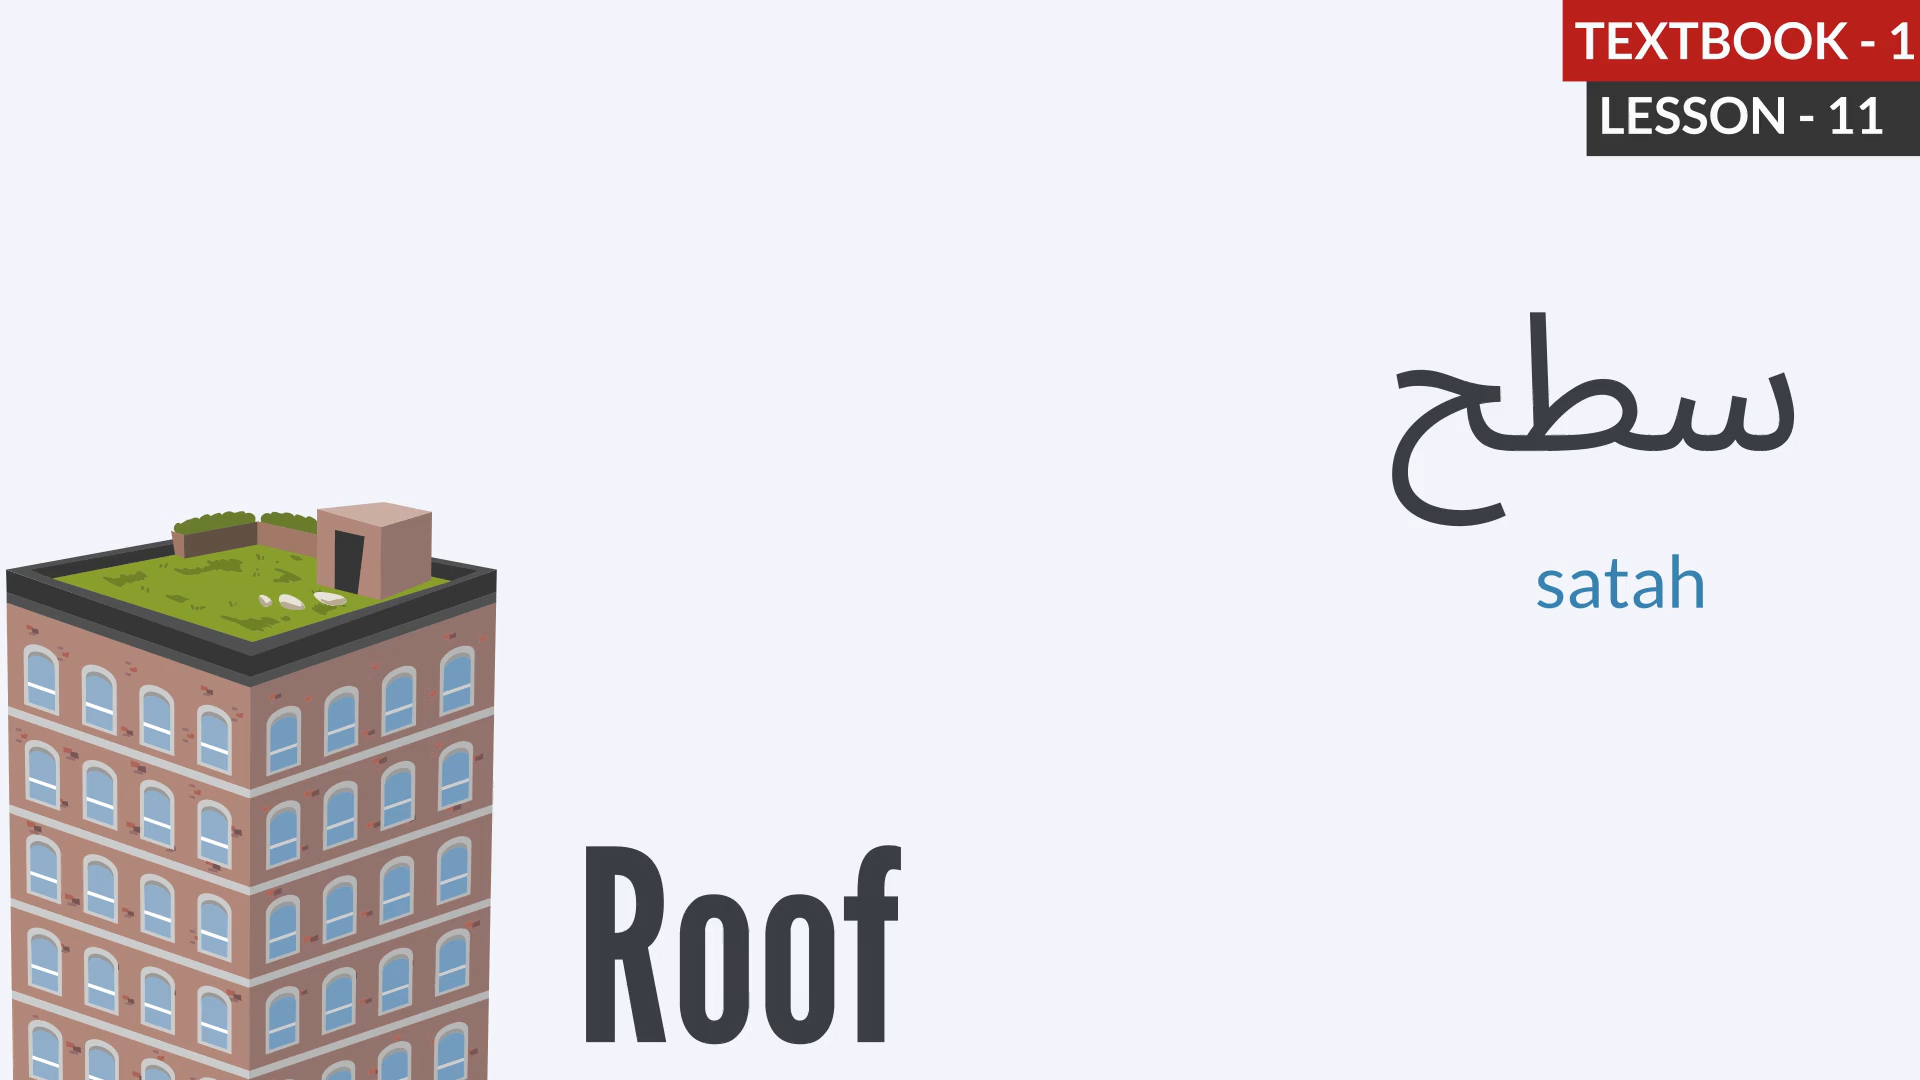 TEXTBOOK - 1
LESSON - 11
سطح
satah
Roof